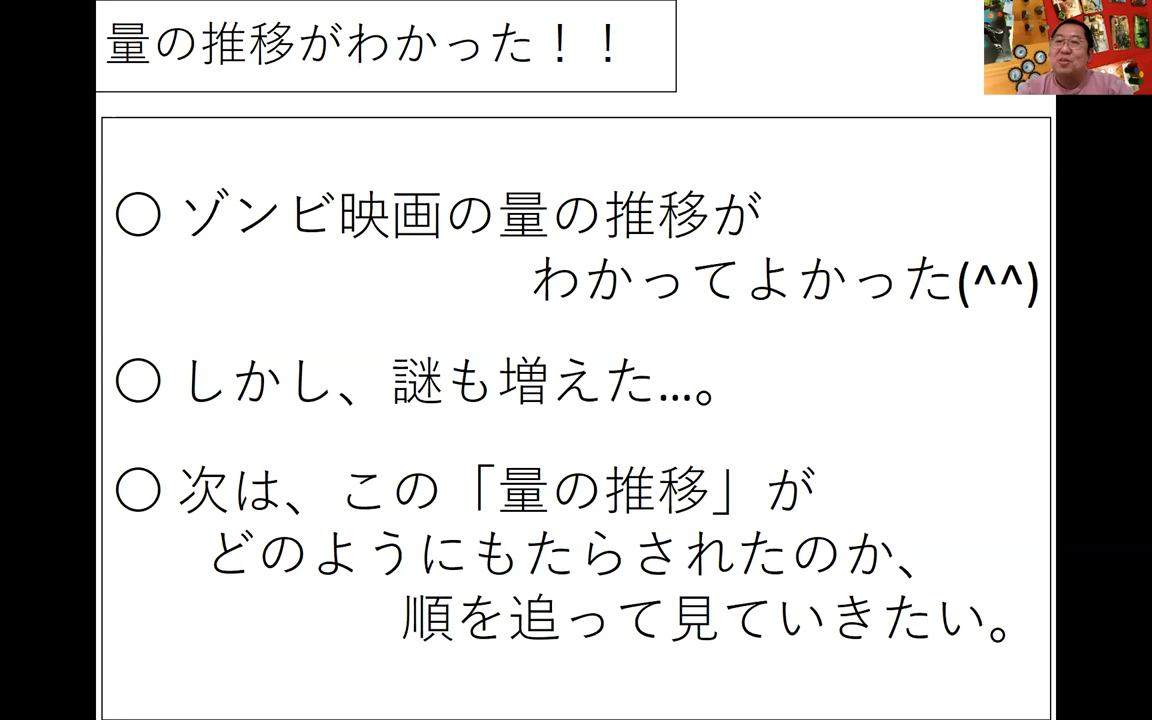 量の推移がわかった！！
○ ゾンビ映画の量の推移が
わかってよかった(^^)
○ しかし、謎も増えた…。
○ 次は、この「量の推移」が
どのようにもたらされたのか、
順を追って見ていきたい。